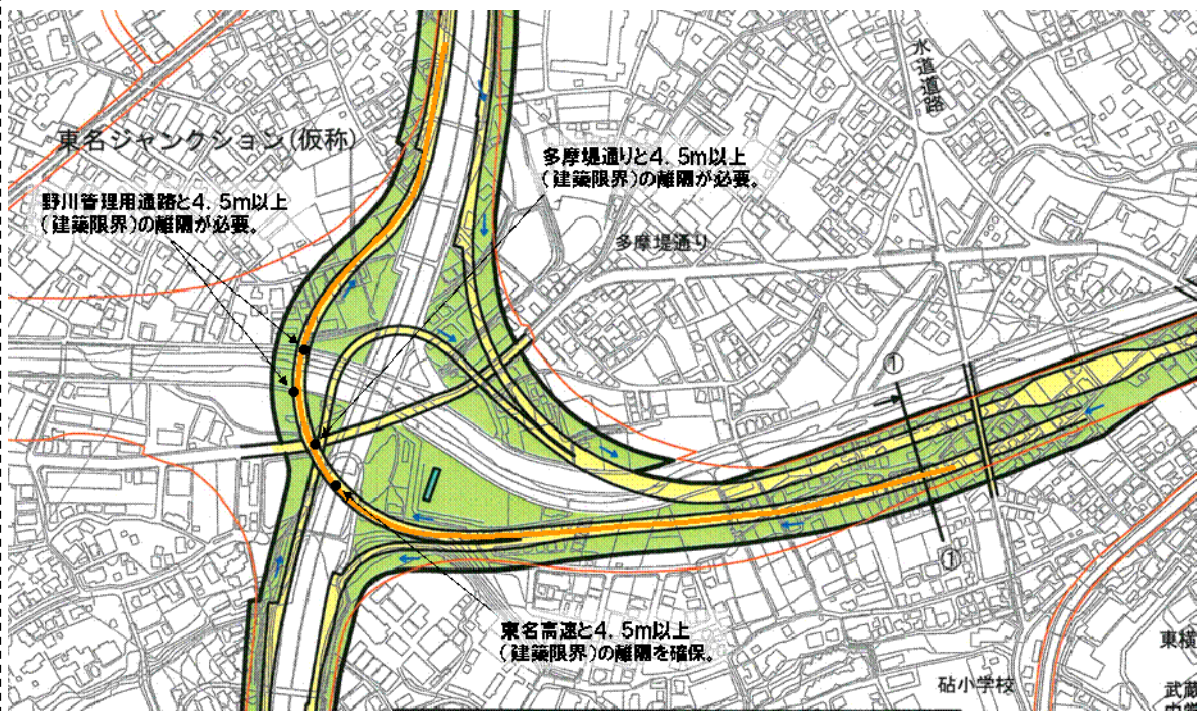 水道道路
東名ジャンクション(仮称)
多摩堤通りと4.5m以上
(建築限界)の離隔が必要。
野川管理用通路と4.5m以上
(建築限界)の離隔が必要。
多摩堤通り
①
①
東名高速と4.5m以上
(建築限界)の離隔を確保。
東横
砧小学校
武蔵